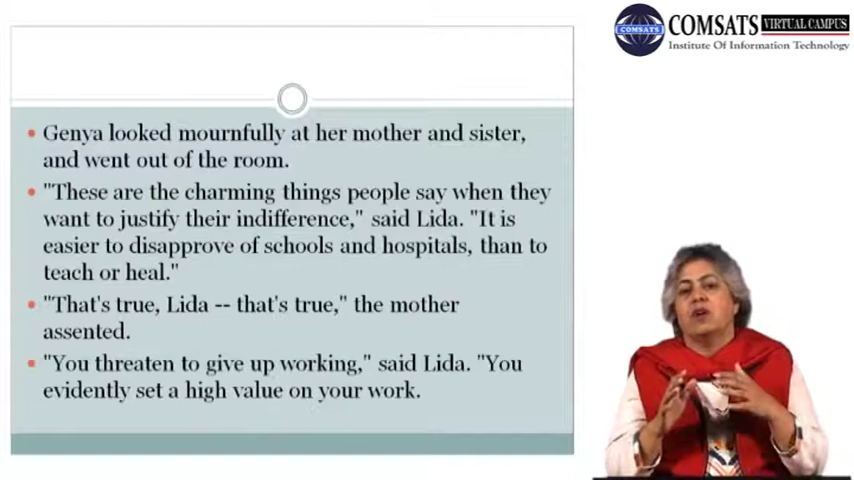 COMSATS
COMSATS VIRTUAL CAMPUS
Institute Of Information Technology
Genya looked mournfully at her mother and sister,
and went out of the room.
"These are the charming things people say when they
want to justify their indifference," said Lida. "It is
easier to disapprove of schools and hospitals, than to
teach or heal."
"That's true, Lida -- that's true," the mother
assented.
"You threaten to give up working," said Lida. "You
evidently set a high value on your work.